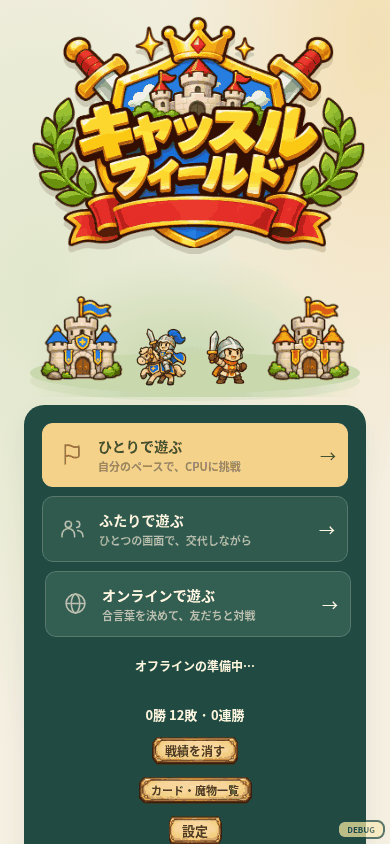 キャッスル
フィールド
ひとりで遊ぶ
自分のペースで、CPUに挑戦
→
ふたりで遊ぶ
ひとつの画面で、交代しながら
→
オンラインで遊ぶ
合言葉を決めて、友だちと対戦
→
オフラインの準備中…
0勝 12敗・0連勝
戦績を消す
カード・魔物一覧
設定
DEBUG